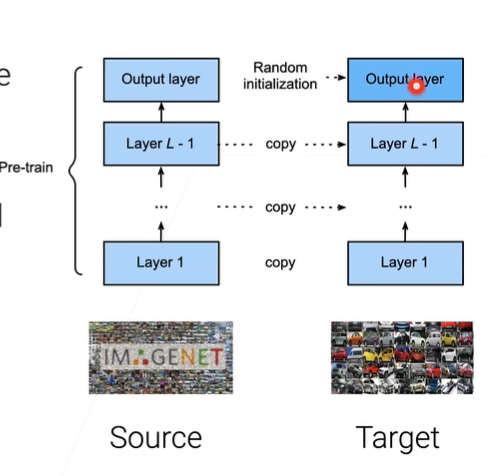 e
Output layer
Random
initialization
Output layer
Layer L - 1
copy
Layer L - 1
Pre-train
...
copy
...
Layer 1
copy
Layer 1
IMAGENET
Source
Target